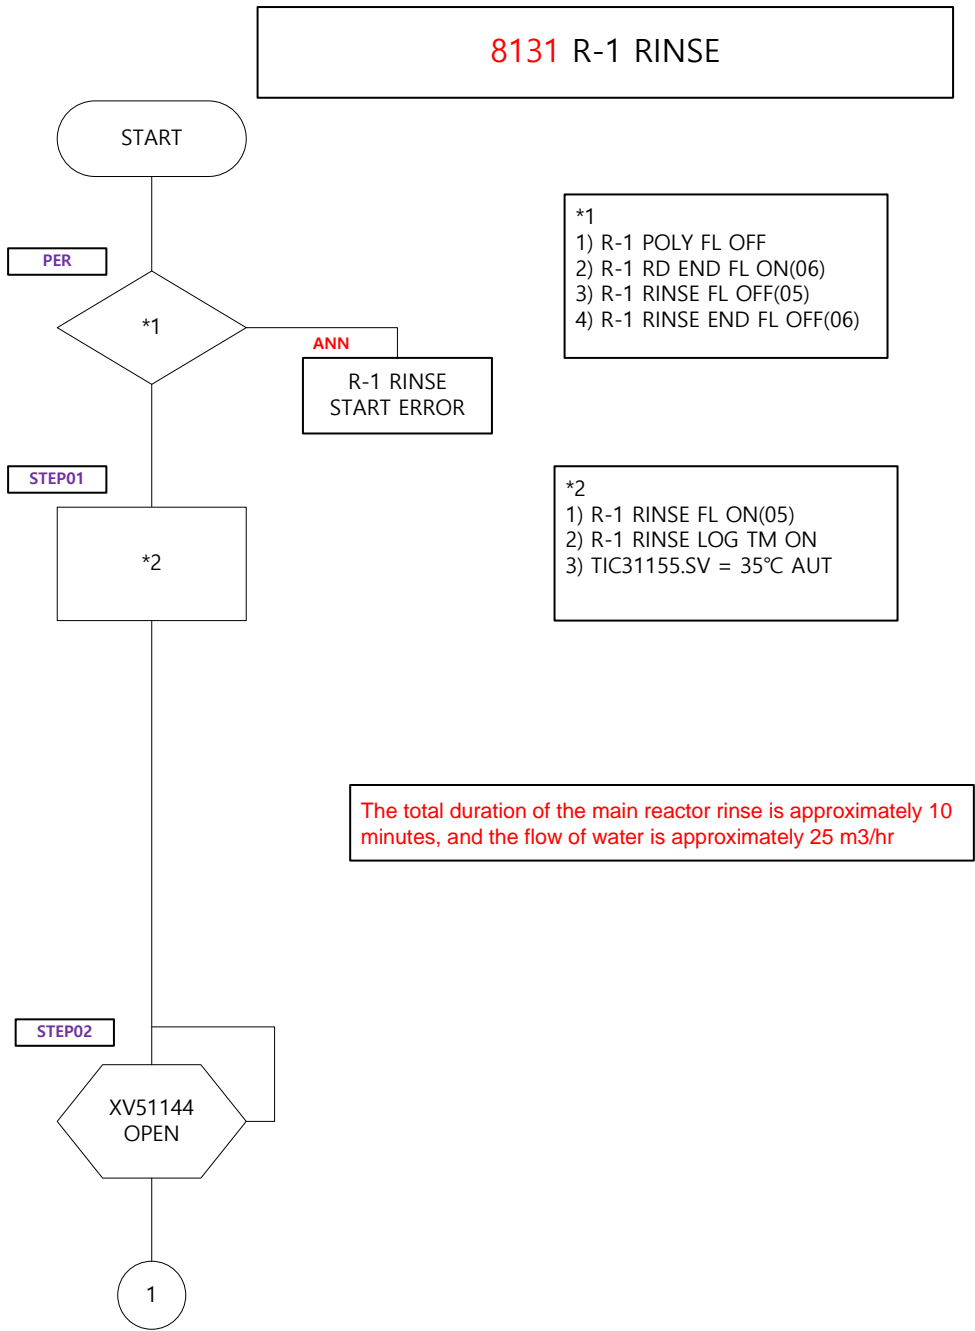 8131 R-1 RINSE
START
*1
1) R-1 POLY FL OFF
2) R-1 RD END FL ON(06)
3) R-1 RINSE FL OFF(05)
4) R-1 RINSE END FL OFF(06)
PER
*1
ANN
R-1 RINSE
START ERROR
STEP01
*2
*2
1) R-1 RINSE FL ON(05)
2) R-1 RINSE LOG TM ON
3) TIC31155.SV = 35℃ AUT
The total duration of the main reactor rinse is approximately 10
minutes, and the flow of water is approximately 25 m3/hr
STEP02
XV51144
OPEN
1